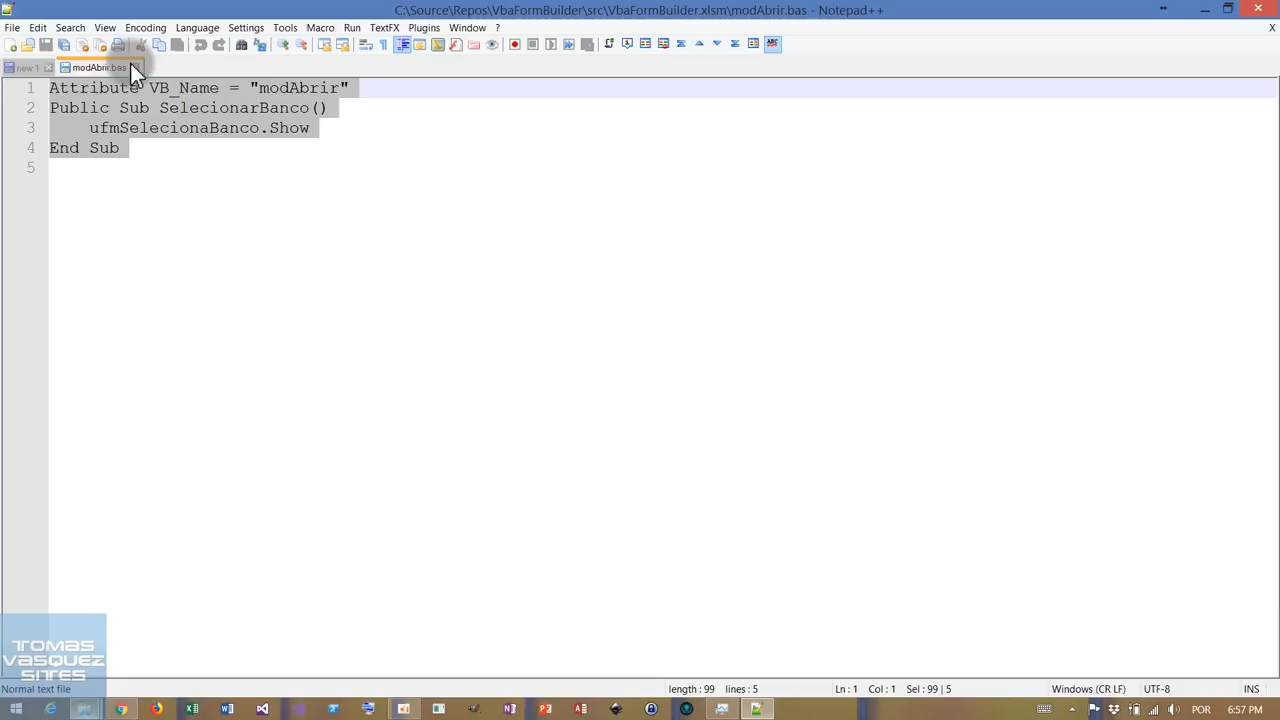 C:\Source\Repos\VbaFormBuilder\src\VbaFormBuilder.xlsm\modAbrir.bas - Notepad++
File Edit Search View Encoding Language Settings Tools Macro Run TextFX Plugins Window ?
X
new 1 modAbrir.bas
1 Attribute VB_Name = "modAbrir"
2 Public Sub SelecionarBanco()
3 ufmSelecionaBanco.Show
4 End Sub
5
TOMAS
VASQUEZ
SITES
Normal text file length : 99 lines : 5 Ln : 1 Col : 1 Sel : 99 | 5 Windows (CR LF) UTF-8 INS
POR 6:57 PM